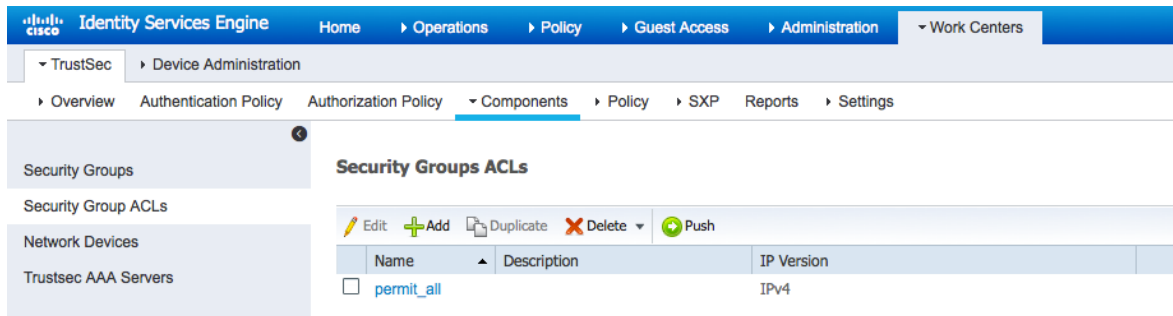 cisco Identity Services Engine Home Operations Policy Guest Access Administration Work Centers
TrustSec Device Administration
Overview Authentication Policy Authorization Policy Components Policy SXP Reports Settings
Security Groups
Security Group ACLs
Network Devices
Trustsec AAA Servers
Security Groups ACLs
Edit Add Duplicate Delete Push
Name Description IP Version
permit_all IPv4